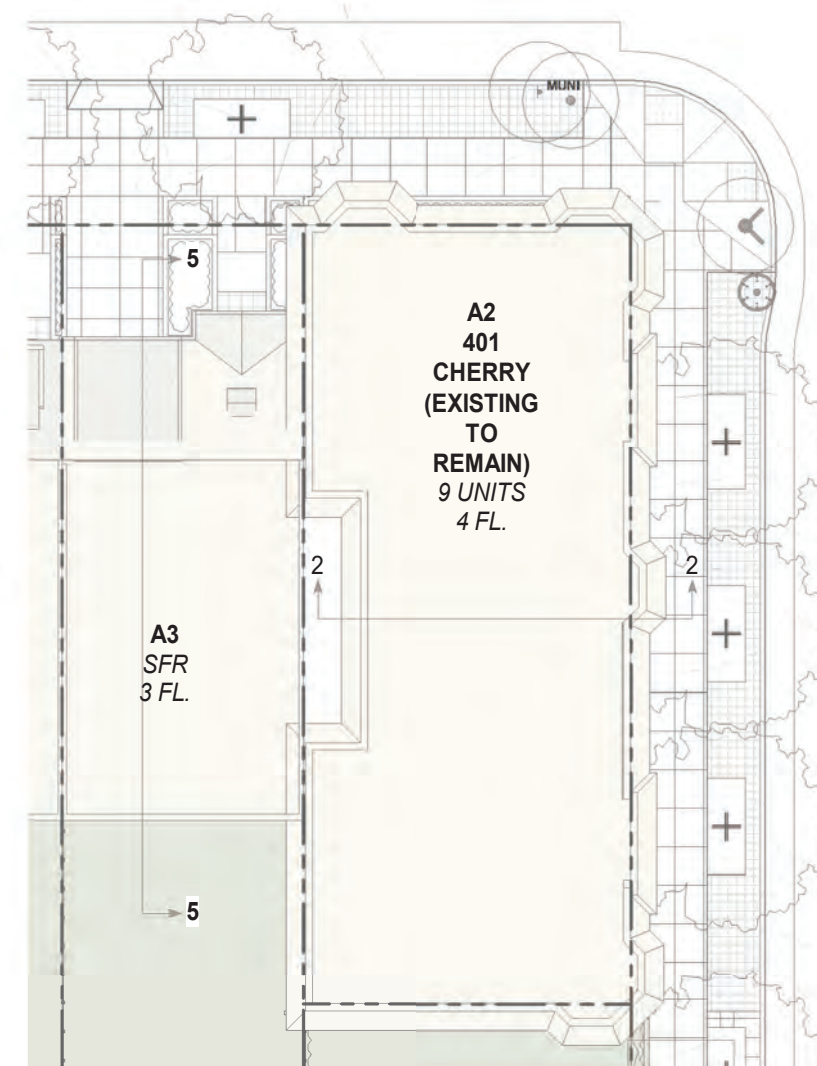 MUNI
5
A2
401
CHERRY
(EXISTING
TO
REMAIN)
9 UNITS
4 FL.
2
2
A3
SFR
3 FL.
5